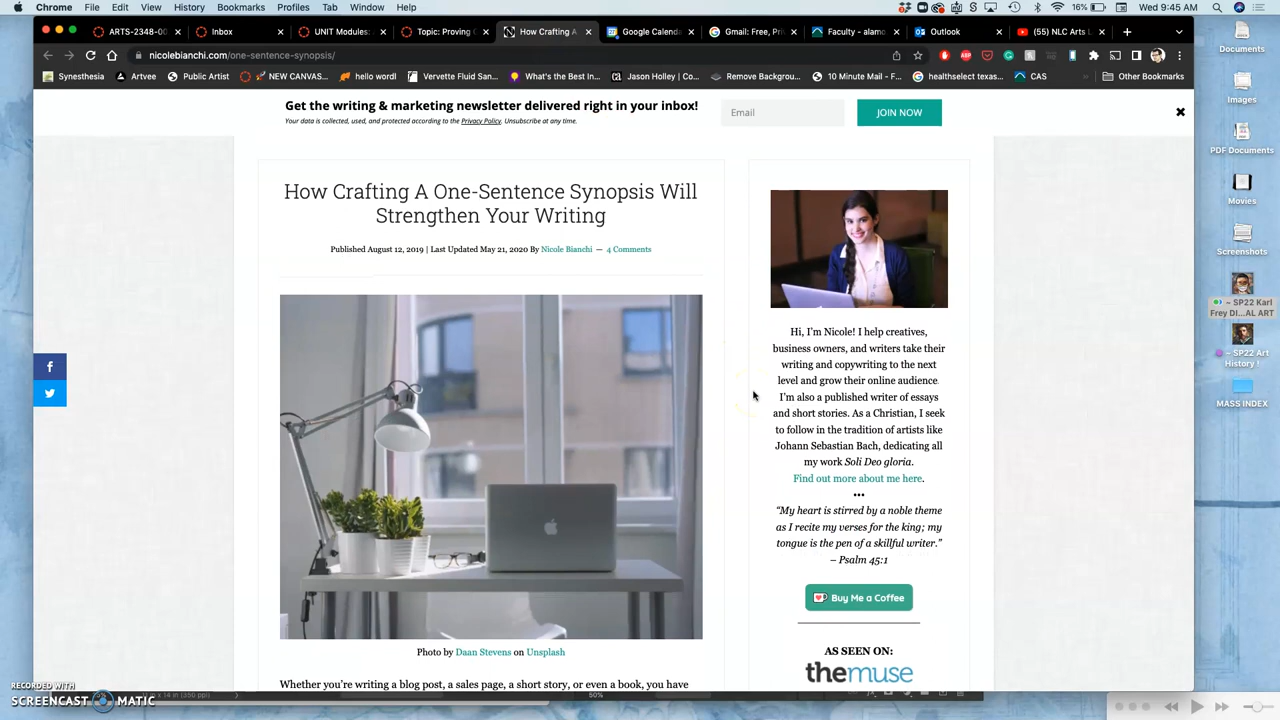 Chrome File Edit View History Bookmarks Profiles Tab Window Help
16% Wed 9:45 AM
ARTS-2348-00
Inbox
UNIT Modules:
Topic: Proving
How Crafting A
Google Calend
Gmail: Free, Pri
Faculty - alamo
Outlook
(55) NLC Arts L
nicolebianchi.com/one-sentence-synopsis/
Synesthesia
Artvee
Public Artist
NEW CANVAS...
hello wordl
Vervette Fluid San...
What's the Best In...
Jason Holley | Co...
Remove Backgrou...
10 Minute Mail - F...
healthselect texas...
CAS
Other Bookmarks
Get the writing & marketing newsletter delivered right in your inbox!
Your data is collected, used, and protected according to the Privacy Policy. Unsubscribe at any time.
Email
JOIN NOW
How Crafting A One-Sentence Synopsis Will
Strengthen Your Writing
Published August 12, 2019 | Last Updated May 21, 2020 By Nicole Bianchi — 4 Comments
Photo by Daan Stevens on Unsplash
Whether you're writing a blog post, a sales page, a short story, or even a book, you have
Hi, I'm Nicole! I help creatives,
business owners, and writers take their
writing and copywriting to the next
level and grow their online audience.
I'm also a published writer of essays
and short stories. As a Christian, I seek
to follow in the tradition of artists like
Johann Sebastian Bach, dedicating all
my work Soli Deo gloria.
Find out more about me here.
•••
“My heart is stirred by a noble theme
as I recite my verses for the king; my
tongue is the pen of a skillful writer.”
– Psalm 45:1
Buy Me a Coffee
AS SEEN ON:
themuse
Documents
Images
PDF Documents
Movies
Screenshots
– SP22 Karl
Frey DI...AL ART
– SP22 Art
History !
MASS INDEX
RECORDED WITH
SCREENCAST MATIC
x 14 in (350 ppi)
50%